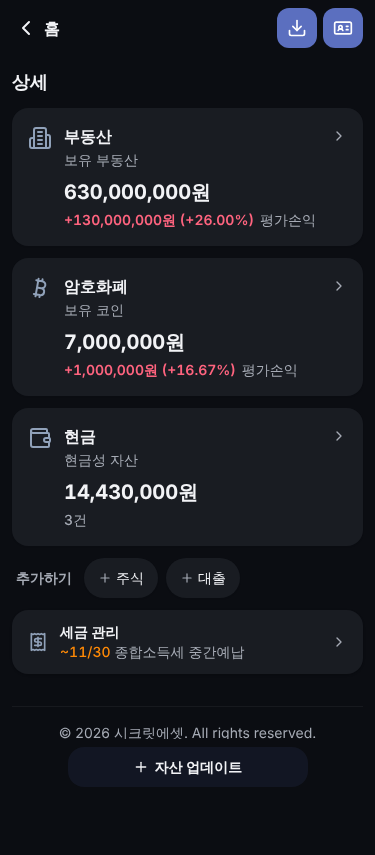 홈
상세
부동산
보유 부동산
630,000,000원
+130,000,000원 (+26.00%) 평가손익
암호화폐
보유 코인
7,000,000원
+1,000,000원 (+16.67%) 평가손익
현금
현금성 자산
14,430,000원
3건
추가하기 + 주식 + 대출
세금 관리
~11/30 종합소득세 중간예납
© 2026 시크릿에셋. All rights reserved.
+ 자산 업데이트